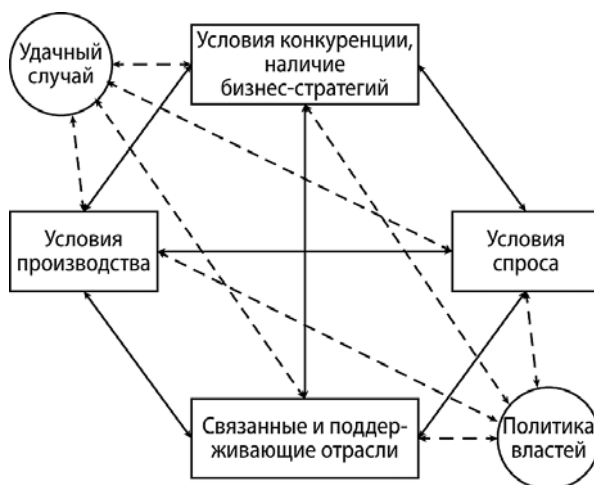 Удачный
случай
Условия конкуренции,
наличие
бизнес-стратегий
Условия
производства
Условия
спроса
Связанные и поддер-
живающие отрасли
Политика
властей